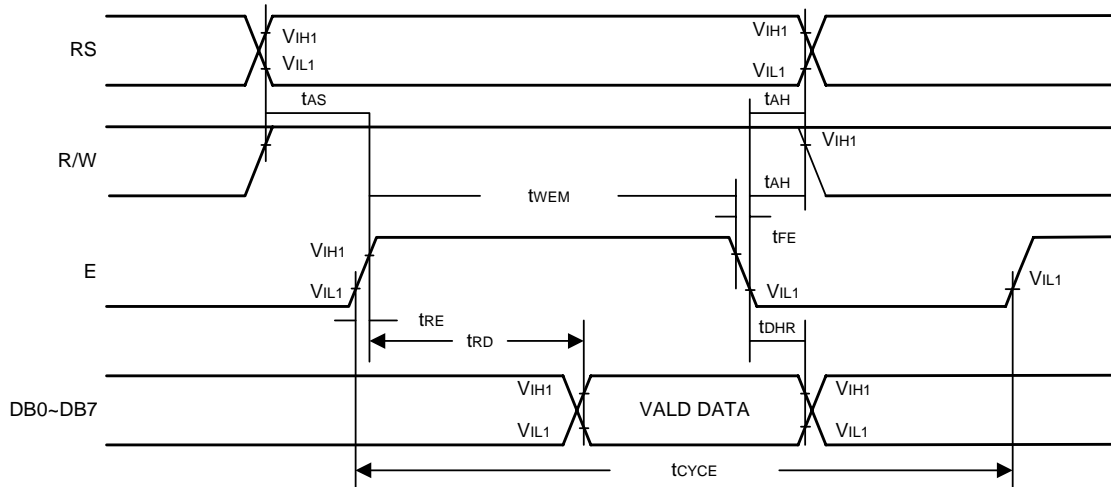 RS
VIH1
VIL1
VIH1
VIL1
tAS
tAH
R/W
VIH1
tWEM
tAH
tFE
E
VIH1
VIL1
VIL1
VIL1
tRE
tRD
tDHR
DB0~DB7
VIH1
VIL1
VALD DATA
VIH1
VIL1
tCYCE